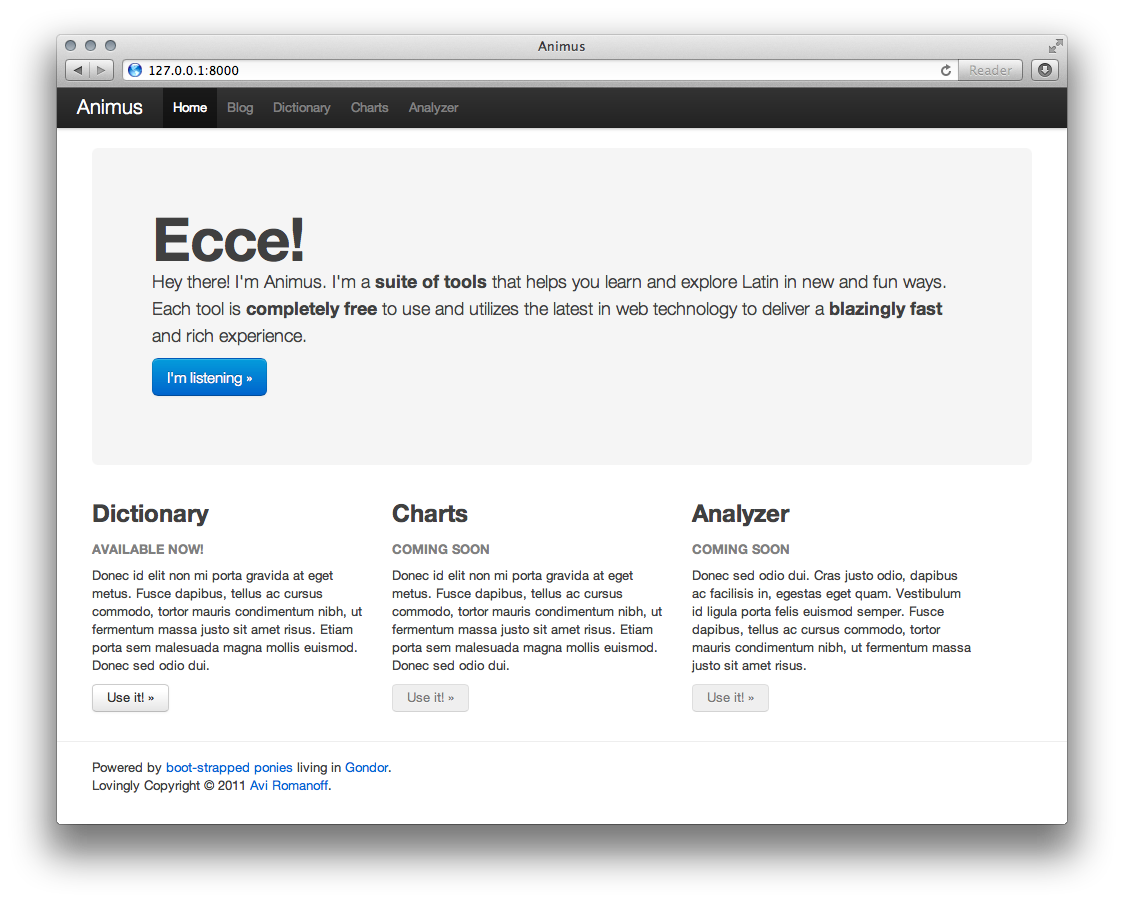 Animus
127.0.0.1:8000
Reader
Animus Home Blog Dictionary Charts Analyzer
Ecce!
Hey there! I'm Animus. I'm a suite of tools that helps you learn and explore Latin in new and fun ways.
Each tool is completely free to use and utilizes the latest in web technology to deliver a blazingly fast
and rich experience.
I'm listening »
Dictionary
AVAILABLE NOW!
Donec id elit non mi porta gravida at eget
metus. Fusce dapibus, tellus ac cursus
commodo, tortor mauris condimentum nibh, ut
fermentum massa justo sit amet risus. Etiam
porta sem malesuada magna mollis euismod.
Donec sed odio dui.
Use it! »
Charts
COMING SOON
Donec id elit non mi porta gravida at eget
metus. Fusce dapibus, tellus ac cursus
commodo, tortor mauris condimentum nibh, ut
fermentum massa justo sit amet risus. Etiam
porta sem malesuada magna mollis euismod.
Donec sed odio dui.
Use it! »
Analyzer
COMING SOON
Donec sed odio dui. Cras justo odio, dapibus
ac facilisis in, egestas eget quam. Vestibulum
id ligula porta felis euismod semper. Fusce
dapibus, tellus ac cursus commodo, tortor
mauris condimentum nibh, ut fermentum massa
justo sit amet risus.
Use it! »
Powered by boot-strapped ponies living in Gondor.
Lovingly Copyright © 2011 Avi Romanoff.